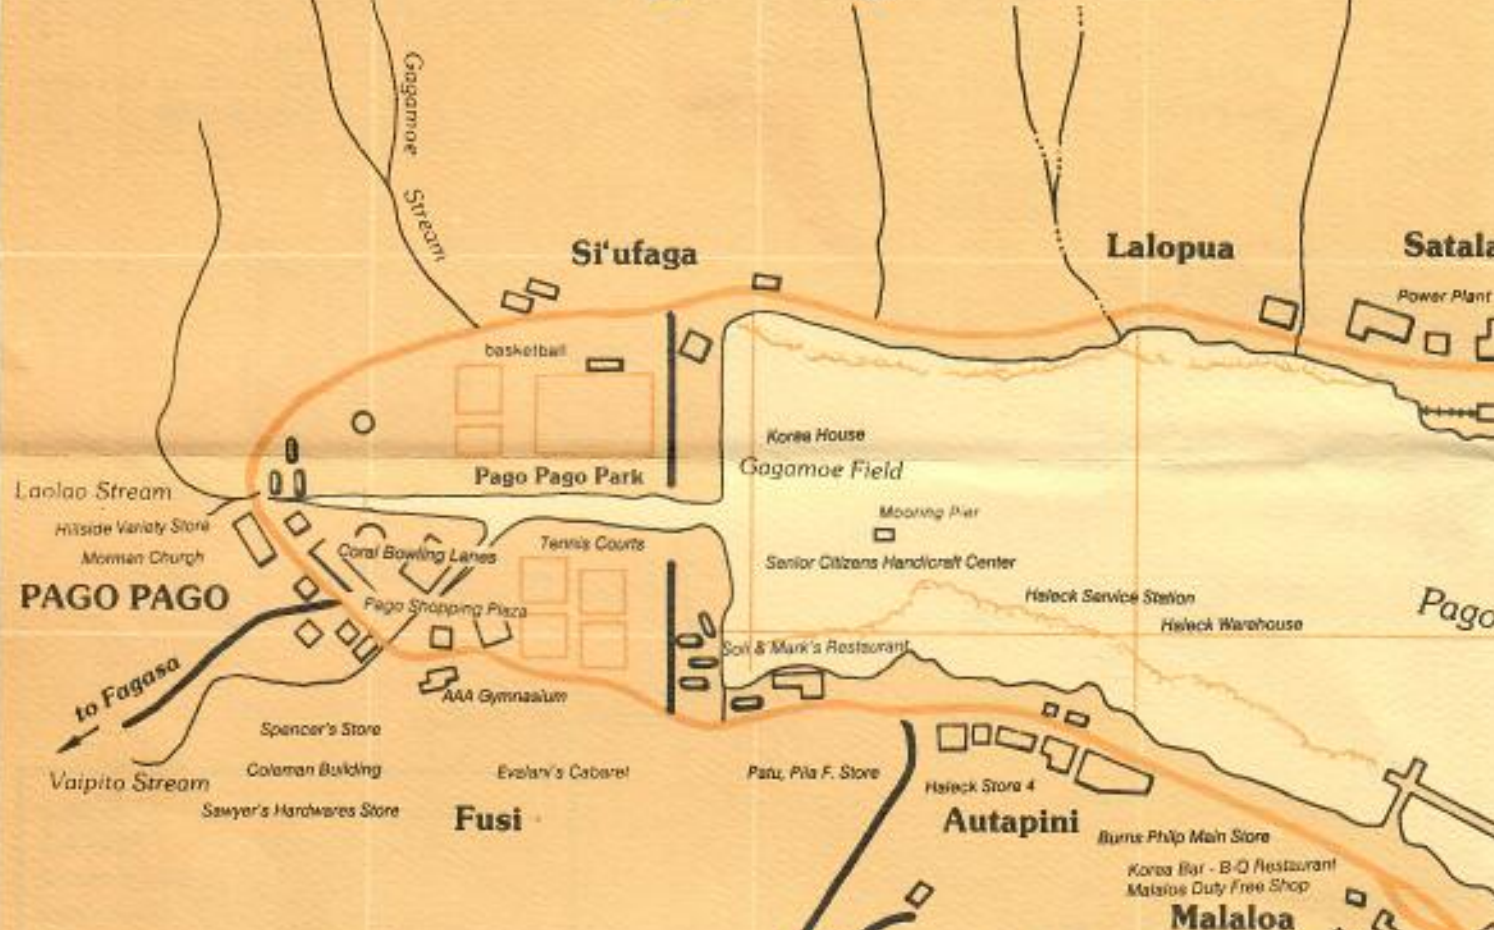 Gagamoe Stream
Si'ufaga
Lalopua
Satala
Power Plant
basketball
Korea House
Gagamoe Field
Pago Pago Park
Laolao Stream
Mooring Pier
Hillside Variety Store
Morman Church
Coral Bowling Lanes
Tennis Courts
Senior Citizens Handicraft Center
PAGO PAGO
Pago Shopping Plaza
Haleck Service Station
Pago
Haleck Warehouse
Soli & Mark's Restaurant
to Fagasa
AAA Gymnasium
Spencer's Store
Vaipito Stream
Coleman Building
Evalani's Cabaret
Patu, Pila F. Store
Haleck Store 4
Sawyer's Hardwares Store
Fusi
Autapini
Burns Philp Main Store
Korea Bar - B-Q Restaurant
Malaloa Duty Free Shop
Malaloa